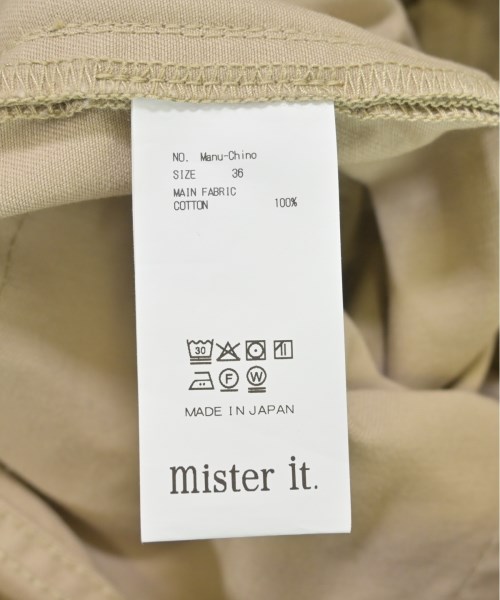 NO. Manu-Chino
SIZE 36
MAIN FABRIC
COTTON 100%
30
F W
MADE IN JAPAN
mister it.